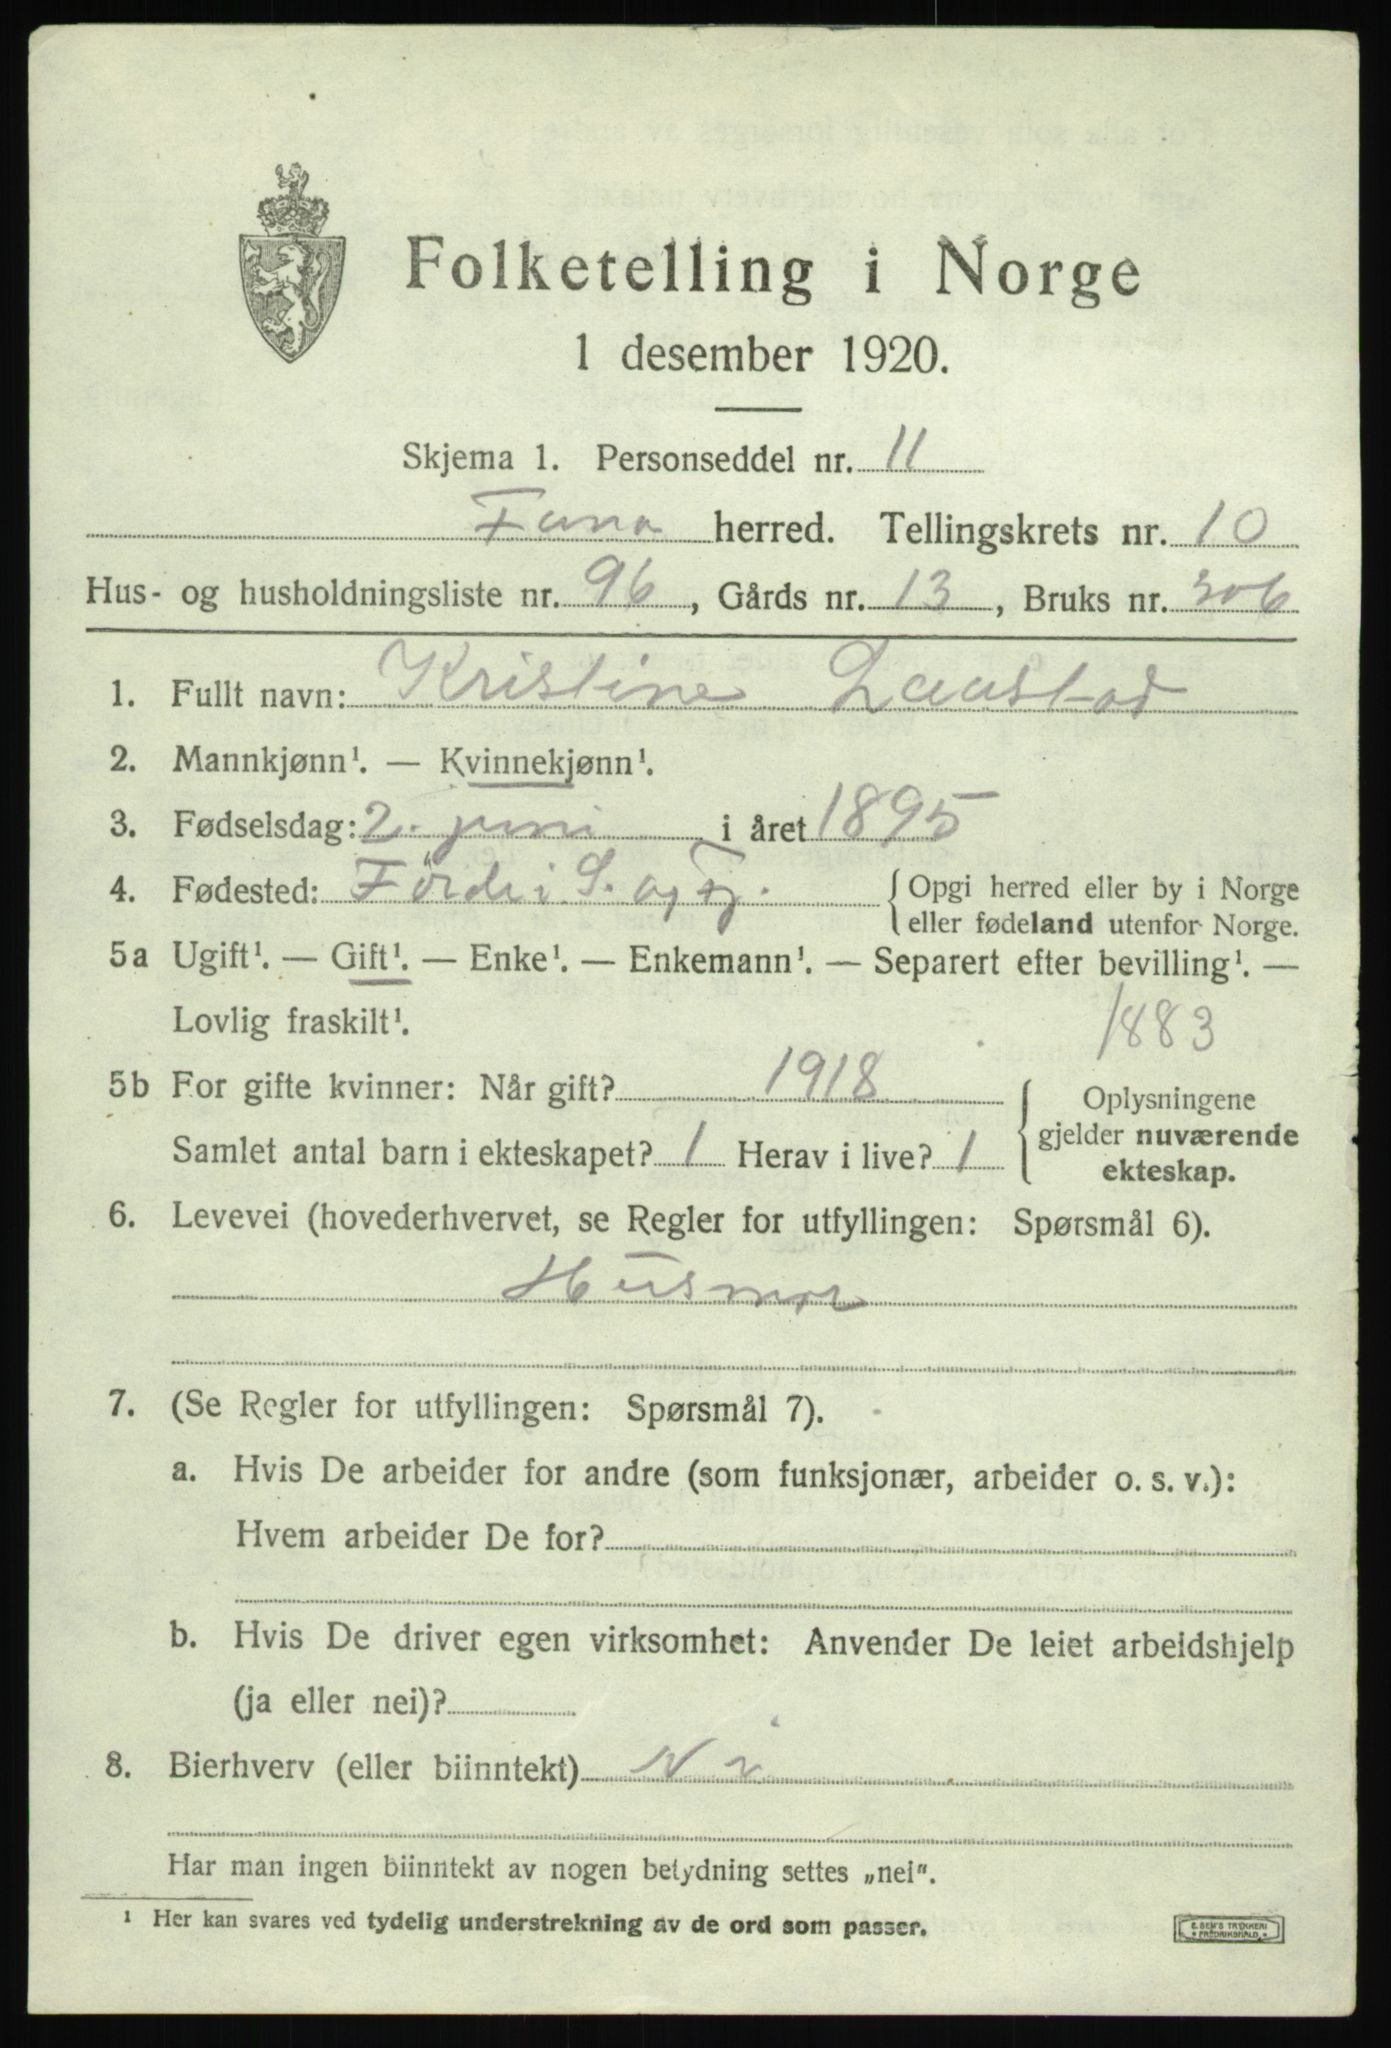 Folketelling i Norge
1 desember 1920.
Skjema 1. Personseddel nr. 11
Fana herred. Tellingskrets nr. 10
Hus- og husholdningsliste nr. 96, Gårds nr. 13, Bruks nr. 306
1. Fullt navn: Kristine Laustad
2. Mannkjønn¹. — Kvinnekjønn¹.
3. Fødselsdag: 2. juni i året 1895
4. Fødested: Förde i S. og Fj. { Opgi herred eller by i Norge
eller fødeland utenfor Norge.
5a Ugift¹. — Gift¹. — Enke¹. — Enkemann¹. — Separert efter bevilling¹. —
Lovlig fraskilt¹. 1883
5b For gifte kvinner: Når gift? 1918 { Oplysningene
gjelder nuværende
Samlet antal barn i ekteskapet? 1 Herav i live? 1 ekteskap.
6. Levevei (hovederhvervet, se Regler for utfyllingen: Spørsmål 6).
Husmor
7. (Se Regler for utfyllingen: Spørsmål 7).
a. Hvis De arbeider for andre (som funksjonær, arbeider o. s. v.):
Hvem arbeider De for?
b. Hvis De driver egen virksomhet: Anvender De leiet arbeidshjelp
(ja eller nei)?
8. Bierhverv (eller biinntekt) Nei
Har man ingen biinntekt av nogen betydning settes „nei".
¹ Her kan svares ved tydelig understrekning av de ord som passer.
E. SEM'S TRYKKERI
* FREDRIKSHALD *